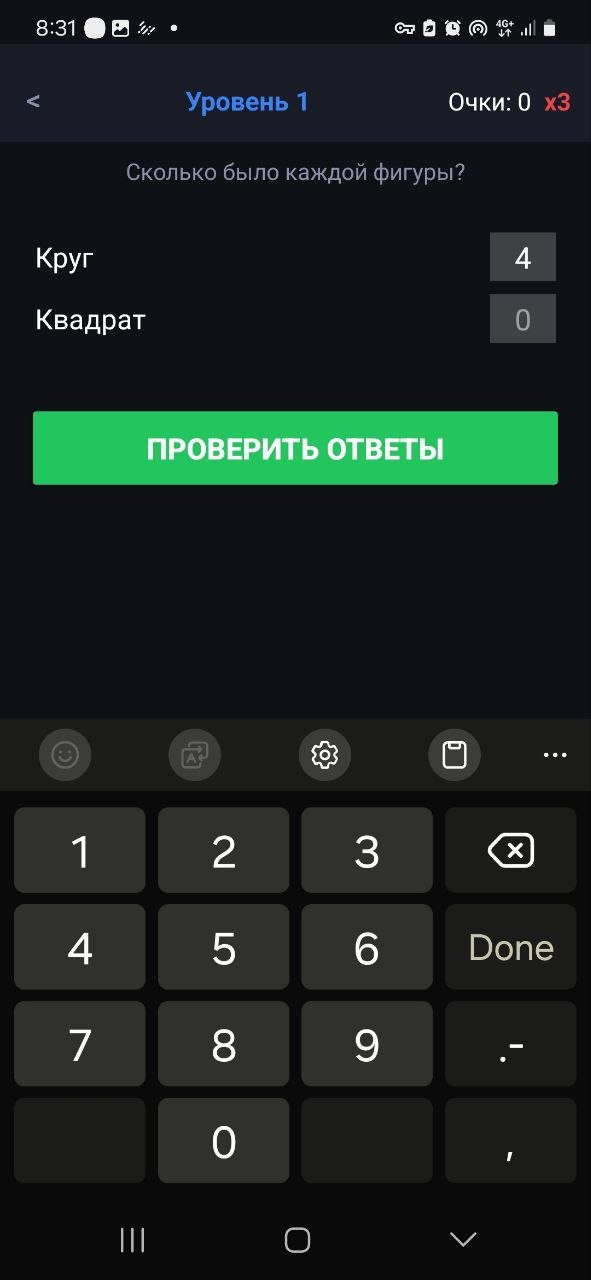 8:31 4G+
< Уровень 1 Очки: 0 x3
Сколько было каждой фигуры?
Круг 4
Квадрат 0
ПРОВЕРИТЬ ОТВЕТЫ
1 2 3
4 5 6 Done
7 8 9 .-
0 ,